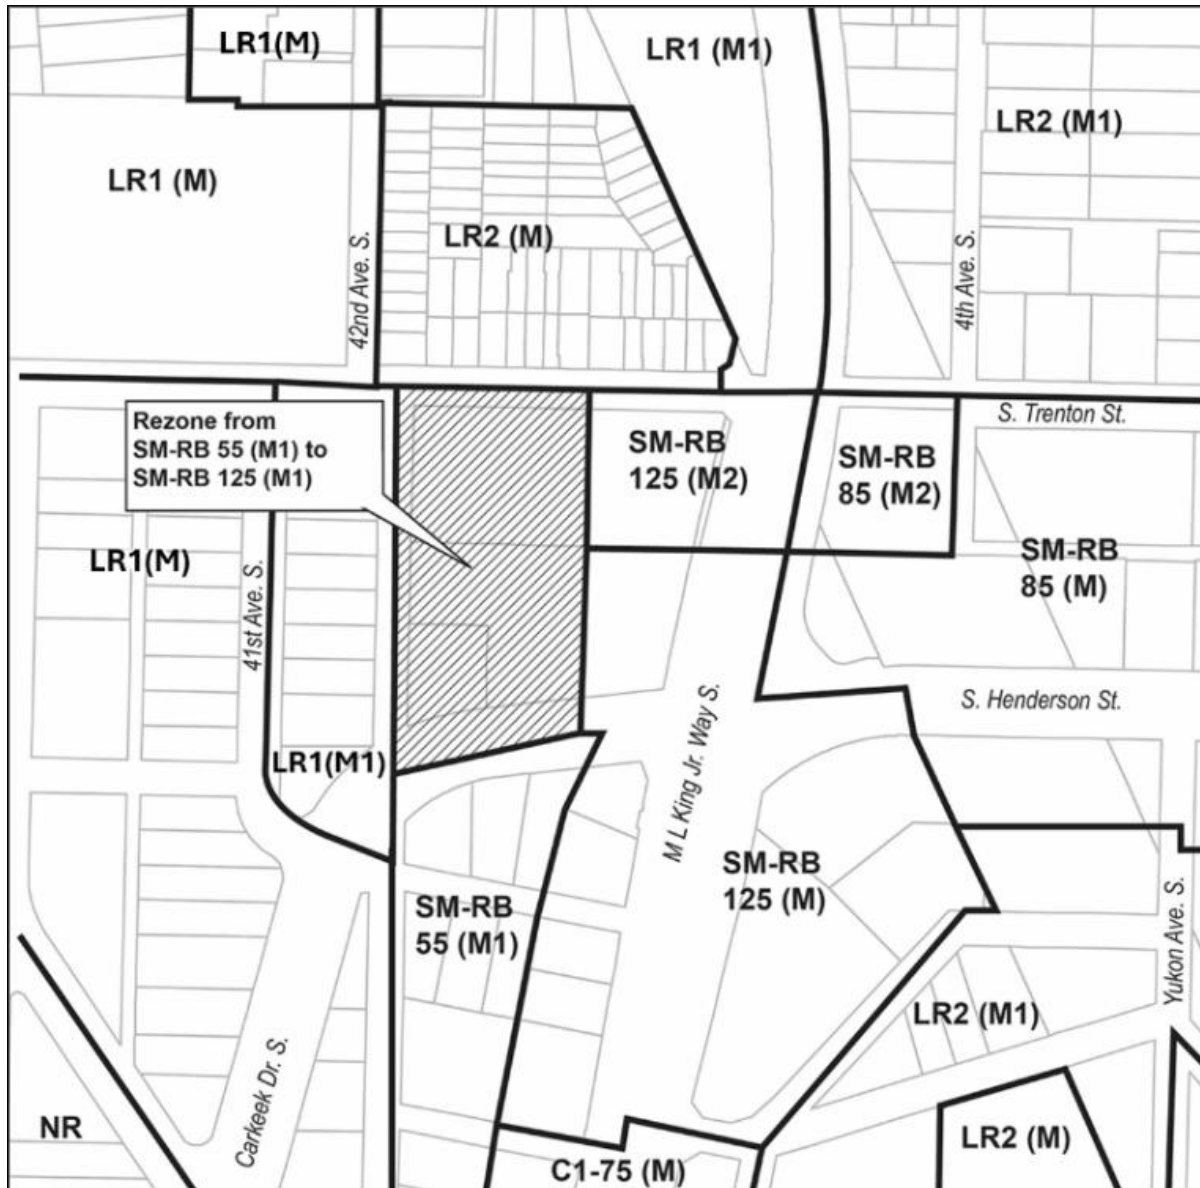 LR1(M)
LR1 (M1)
LR2 (M1)
LR1 (M)
LR2 (M)
42nd Ave. S.
4th Ave. S.
Rezone from
SM-RB 55 (M1) to
SM-RB 125 (M1)
S. Trenton St.
SM-RB
125 (M2)
SM-RB
85 (M2)
LR1(M)
SM-RB
85 (M)
41st Ave. S.
S. Henderson St.
LR1(M1)
M L King Jr. Way S.
SM-RB
125 (M)
SM-RB
55 (M1)
Yukon Ave. S.
LR2 (M1)
Carkeek Dr. S.
NR
LR2 (M)
C1-75 (M)